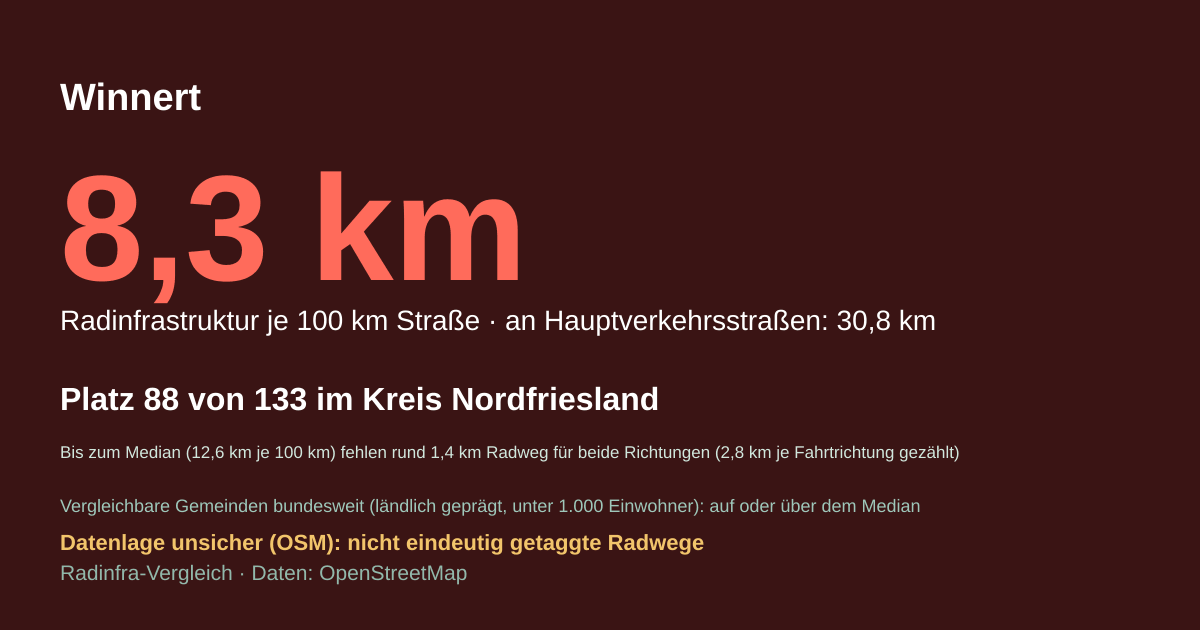 Winnert
8,3 km
Radinfrastruktur je 100 km Straße · an Hauptverkehrsstraßen: 30,8 km
Platz 88 von 133 im Kreis Nordfriesland
Bis zum Median (12,6 km je 100 km) fehlen rund 1,4 km Radweg für beide Richtungen (2,8 km je Fahrtrichtung gezählt)
Vergleichbare Gemeinden bundesweit (ländlich geprägt, unter 1.000 Einwohner): auf oder über dem Median
Datenlage unsicher (OSM): nicht eindeutig getaggte Radwege
Radinfra-Vergleich · Daten: OpenStreetMap